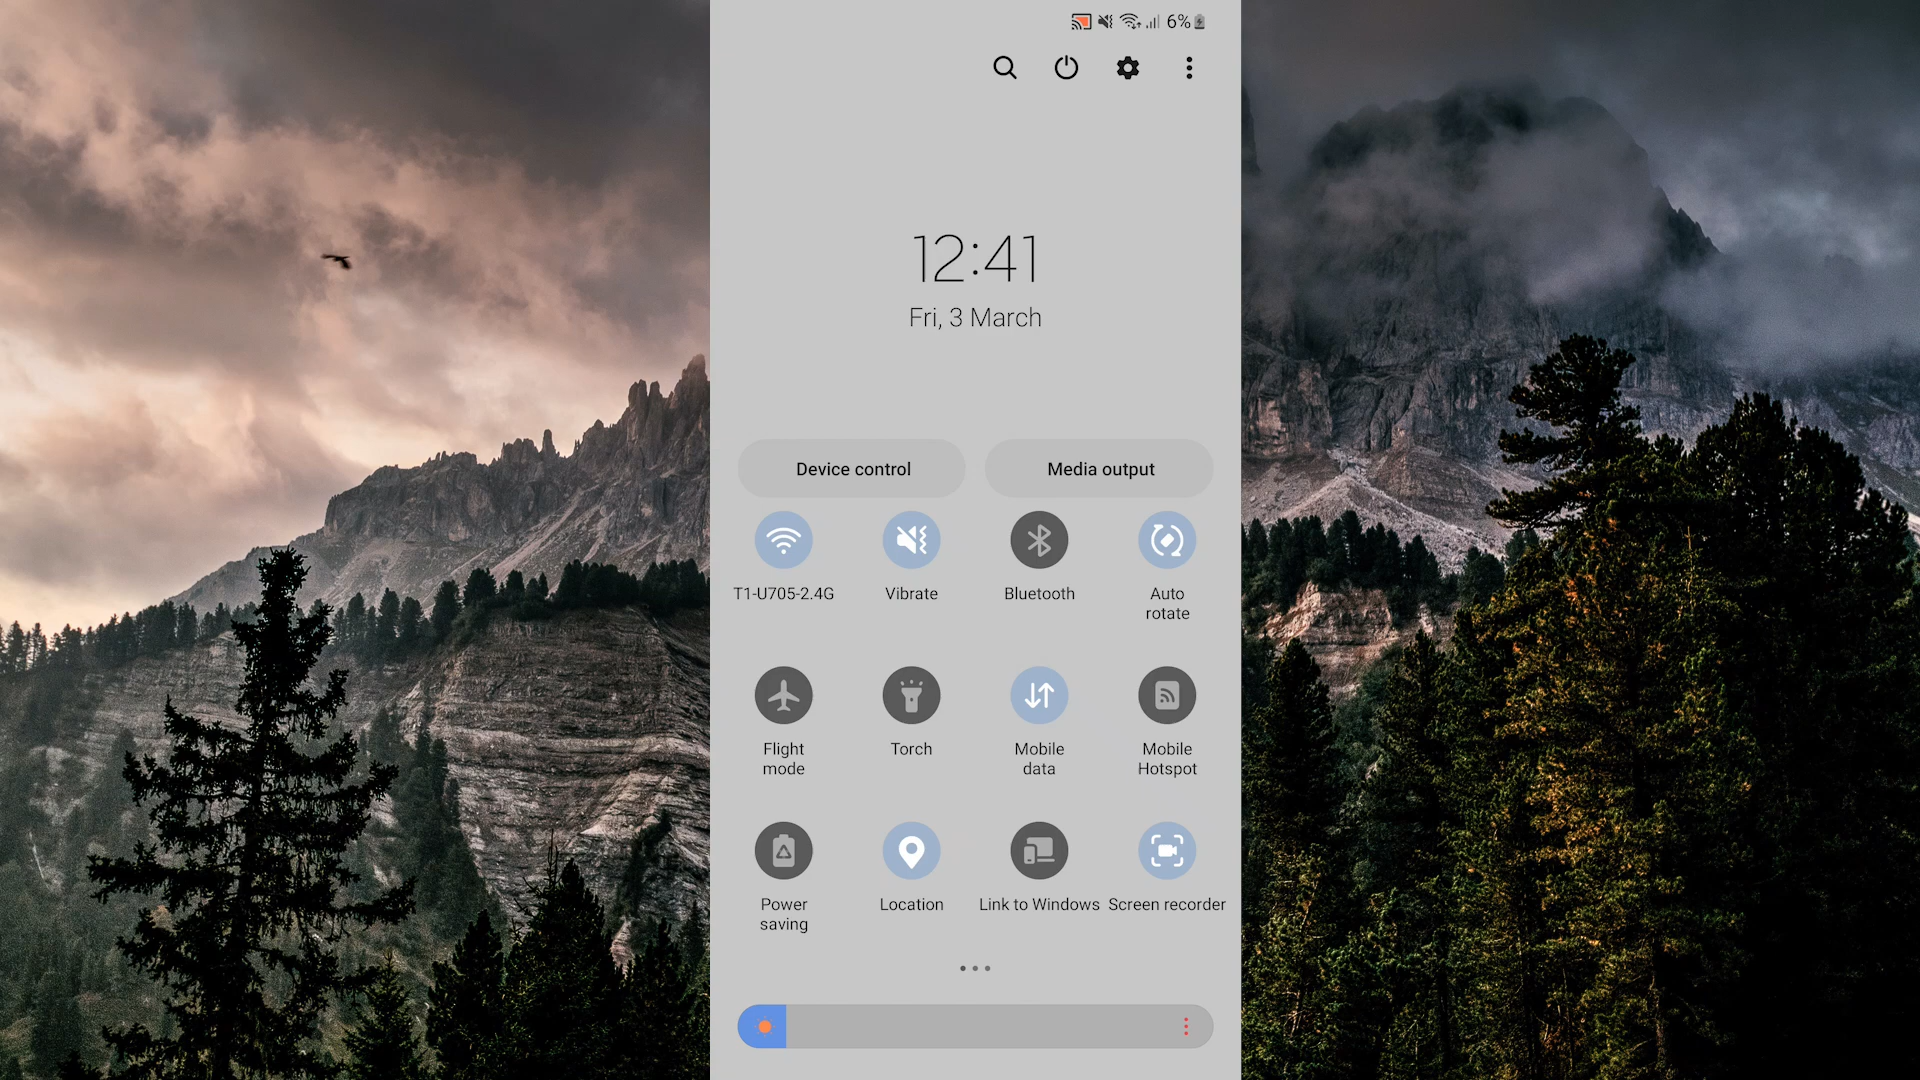 6%
12:41
Fri, 3 March
Device control
Media output
T1-U705-2.4G
Vibrate
Bluetooth
Auto
rotate
Flight
mode
Torch
Mobile
data
Mobile
Hotspot
Power
saving
Location
Link to Windows
Screen recorder